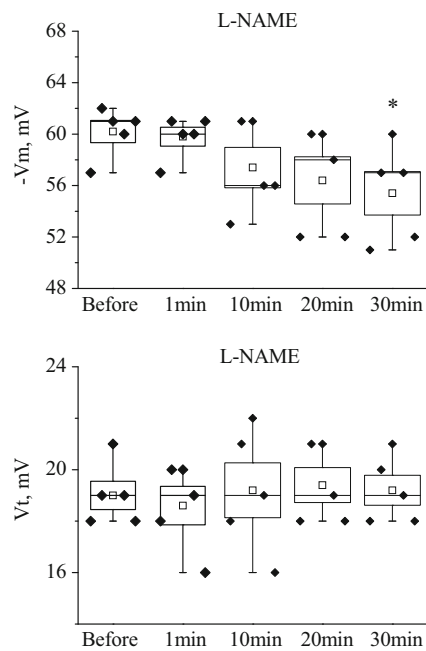 L-NAME
68
64
60
56
52
48
-Vm, mV
*
Before 1min 10min 20min 30min
L-NAME
24
20
16
Vt, mV
Before 1min 10min 20min 30min